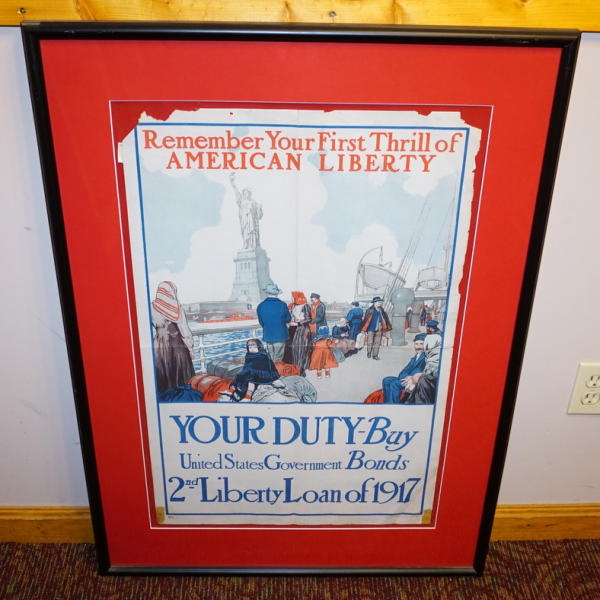 Remember Your First Thrill of
AMERICAN LIBERTY
YOUR DUTY-Buy
United States Government Bonds
2nd Liberty Loan of 1917